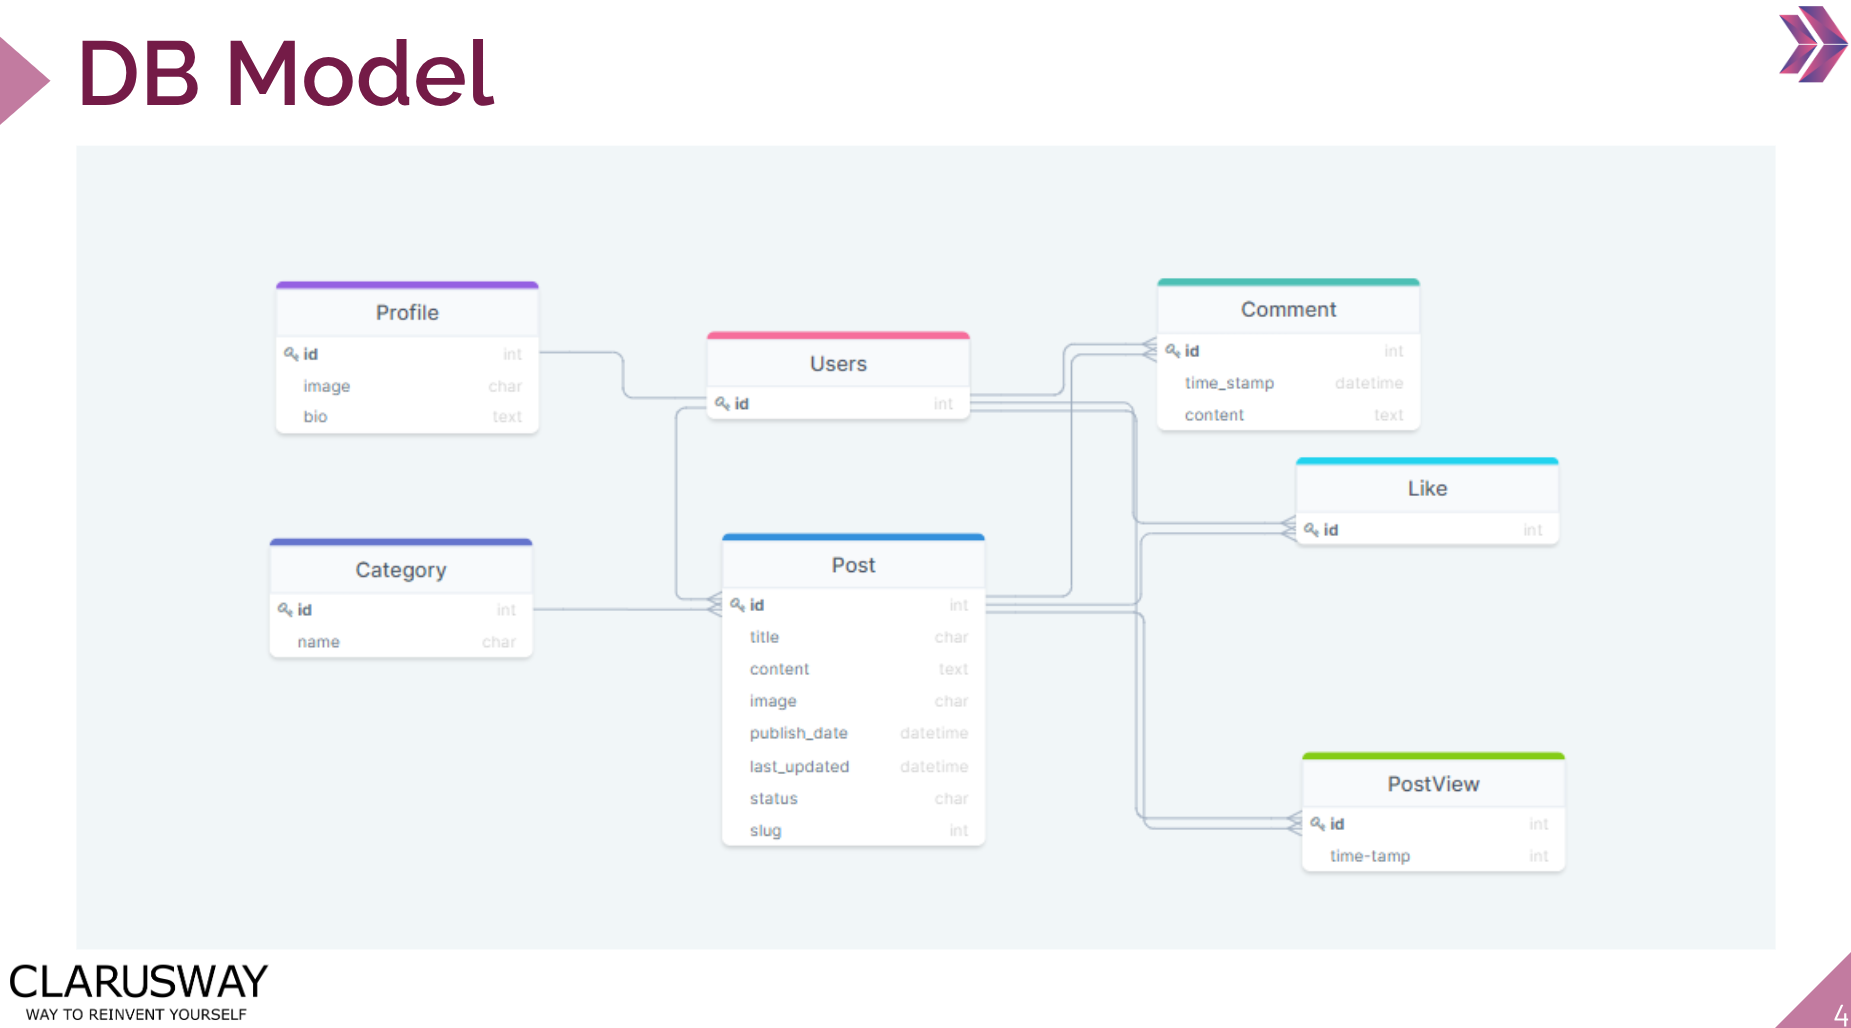 DB Model
Profile
id int
image char
bio text
Users
id int
Comment
id int
time_stamp datetime
content text
Like
id int
Category
id int
name char
Post
id int
title char
content text
image char
publish_date datetime
last_updated datetime
status char
slug int
PostView
id int
time-tamp int
CLARUSWAY
WAY TO REINVENT YOURSELF
4